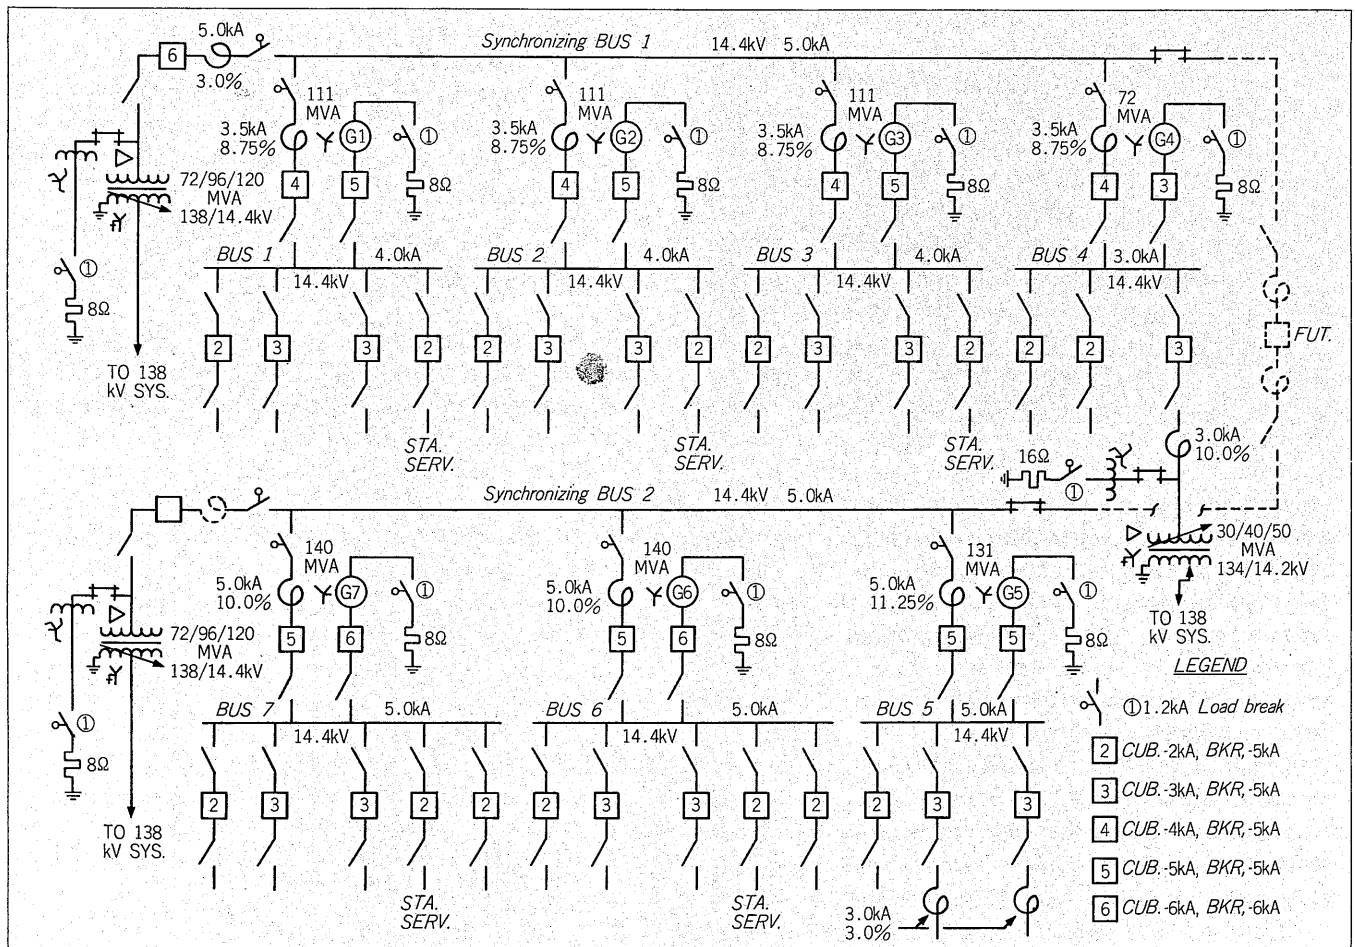 5.0kA
6
3.0%
Synchronizing BUS 1 14.4kV 5.0kA
111 MVA
3.5kA
8.75%
G1
①
4
5
8Ω
111 MVA
3.5kA
8.75%
G2
①
4
5
8Ω
111 MVA
3.5kA
8.75%
G3
①
4
5
8Ω
72 MVA
3.5kA
8.75%
G4
①
4
3
8Ω
Y
72/96/120
MVA
138/14.4kV
Y
①
8Ω
TO 138
kV SYS.
BUS 1 4.0kA
14.4kV
BUS 2 4.0kA
14.4kV
BUS 3 4.0kA
14.4kV
BUS 4 3.0kA
14.4kV
2 3 3 2
2 3 3 2
2 3 3 2
2 2 3
FUT.
STA.
SERV.
STA.
SERV.
STA.
SERV.
3.0kA
10.0%
16Ω
①
Y
30/40/50
MVA
134/14.2kV
Y
TO 138
kV SYS.
Synchronizing BUS 2 14.4kV 5.0kA
140
MVA
5.0kA
10.0%
G7
①
5
6
8Ω
140
MVA
5.0kA
10.0%
G6
①
5
6
8Ω
131
MVA
5.0kA
11.25%
G5
①
5
5
8Ω
Y
72/96/120
MVA
138/14.4kV
Y
①
8Ω
TO 138
kV SYS.
BUS 7 5.0kA
14.4kV
BUS 6 5.0kA
14.4kV
BUS 5 5.0kA
14.4kV
2 3 3 2 2
2 3 3 2 2
2 3 3
STA.
SERV.
STA.
SERV.
3.0kA
3.0%
LEGEND
①1.2kA Load break
2 CUB.-2kA, BKR,-5kA
3 CUB.-3kA, BKR,-5kA
4 CUB.-4kA, BKR,-5kA
5 CUB.-5kA, BKR,-5kA
6 CUB.-6kA, BKR,-6kA